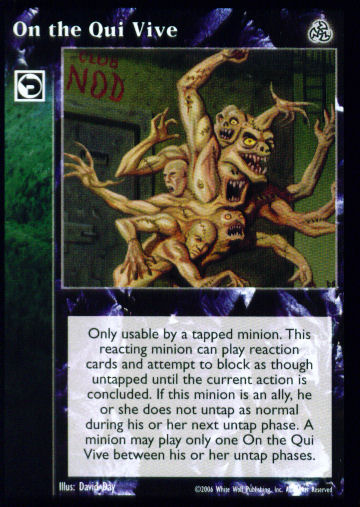 On the Qui Vive
CLUB
NOD
Only usable by a tapped minion. This
reacting minion can play reaction
cards and attempt to block as though
untapped until the current action is
concluded. If this minion is an ally, he
or she does not untap as normal
during his or her next untap phase. A
minion may play only one On the Qui
Vive between his or her untap phases.
Illus: David Day
©2006 White Wolf Publishing, Inc. All Rights Reserved